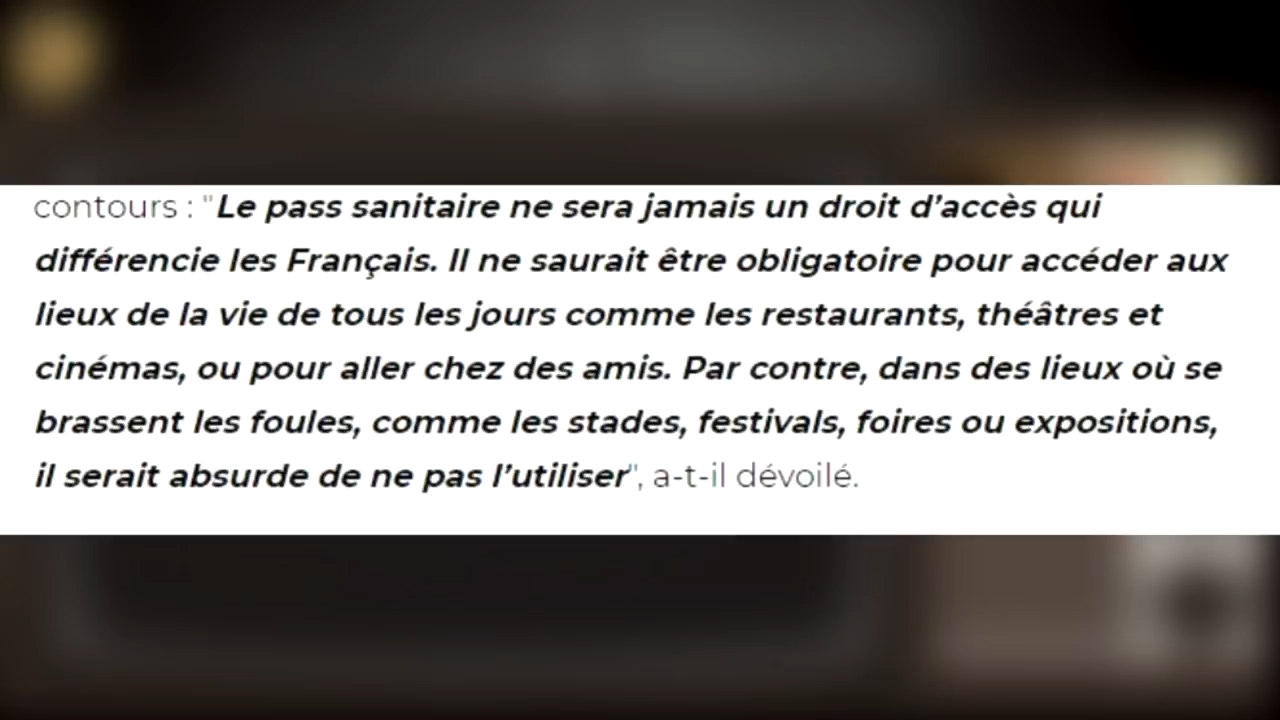 contours : "Le pass sanitaire ne sera jamais un droit d’accès qui
différencie les Français. Il ne saurait être obligatoire pour accéder aux
lieux de la vie de tous les jours comme les restaurants, théâtres et
cinémas, ou pour aller chez des amis. Par contre, dans des lieux où se
brassent les foules, comme les stades, festivals, foires ou expositions,
il serait absurde de ne pas l’utiliser", a-t-il dévoilé.